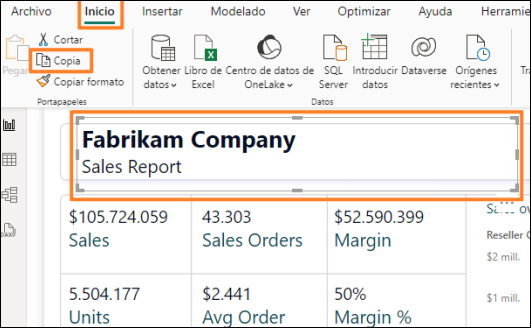 Archivo Inicio Insertar Modelado Ver Optimizar Ayuda
Cortar
Copia
Copiar formato
Pegar
Portapapeles
Obtener datos
Libro de Excel
Centro de datos de OneLake
SQL Server
Introducir datos
Dataverse
Orígenes recientes
Datos
Fabrikam Company
Sales Report
$105.724.059 43.303 $52.590.399
Sales Sales Orders Margin
5.504.177 $2.441 50%
Units Avg Order Margin %
Sales
Reseller
$2 mill.
$1 mill.